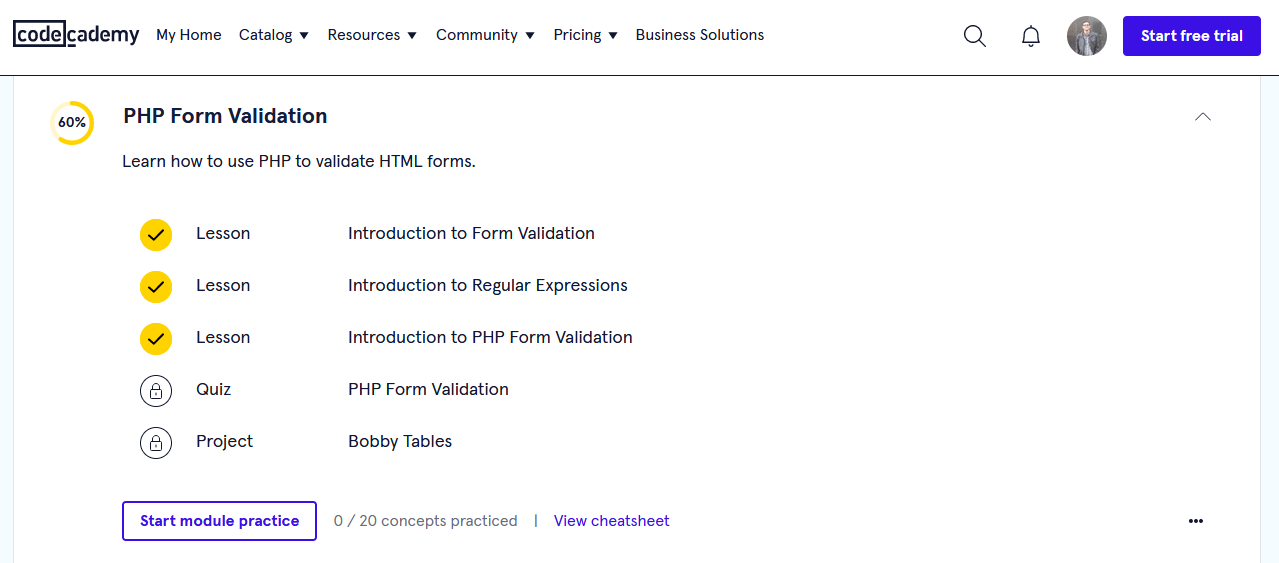 codecademy My Home Catalog Resources Community Pricing Business Solutions Start free trial
60% PHP Form Validation
Learn how to use PHP to validate HTML forms.
Lesson Introduction to Form Validation
Lesson Introduction to Regular Expressions
Lesson Introduction to PHP Form Validation
Quiz PHP Form Validation
Project Bobby Tables
Start module practice 0 / 20 concepts practiced | View cheatsheet